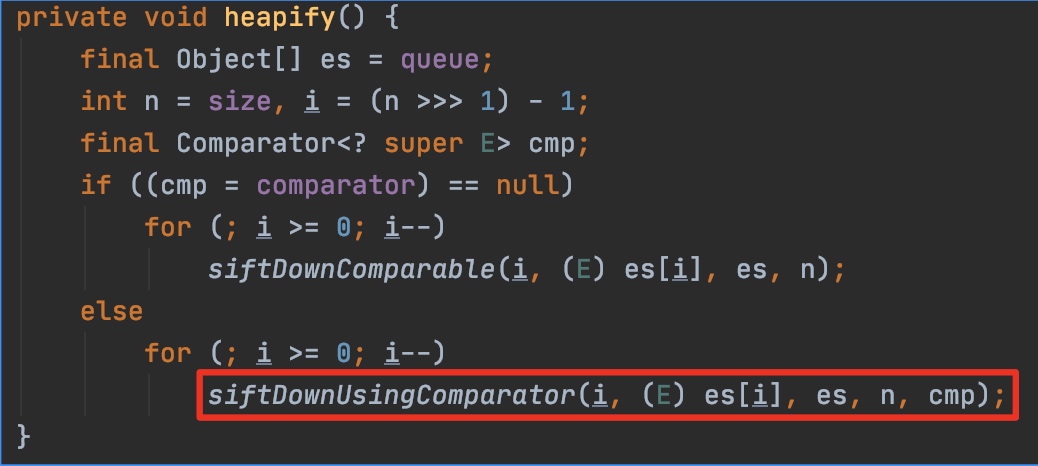 private void heapify() {
    final Object[] es = queue;
    int n = size, i = (n >>> 1) - 1;
    final Comparator<? super E> cmp;
    if ((cmp = comparator) == null)
        for (; i >= 0; i--)
            siftDownComparable(i, (E) es[i], es, n);
    else
        for (; i >= 0; i--)
            siftDownUsingComparator(i, (E) es[i], es, n, cmp);
}